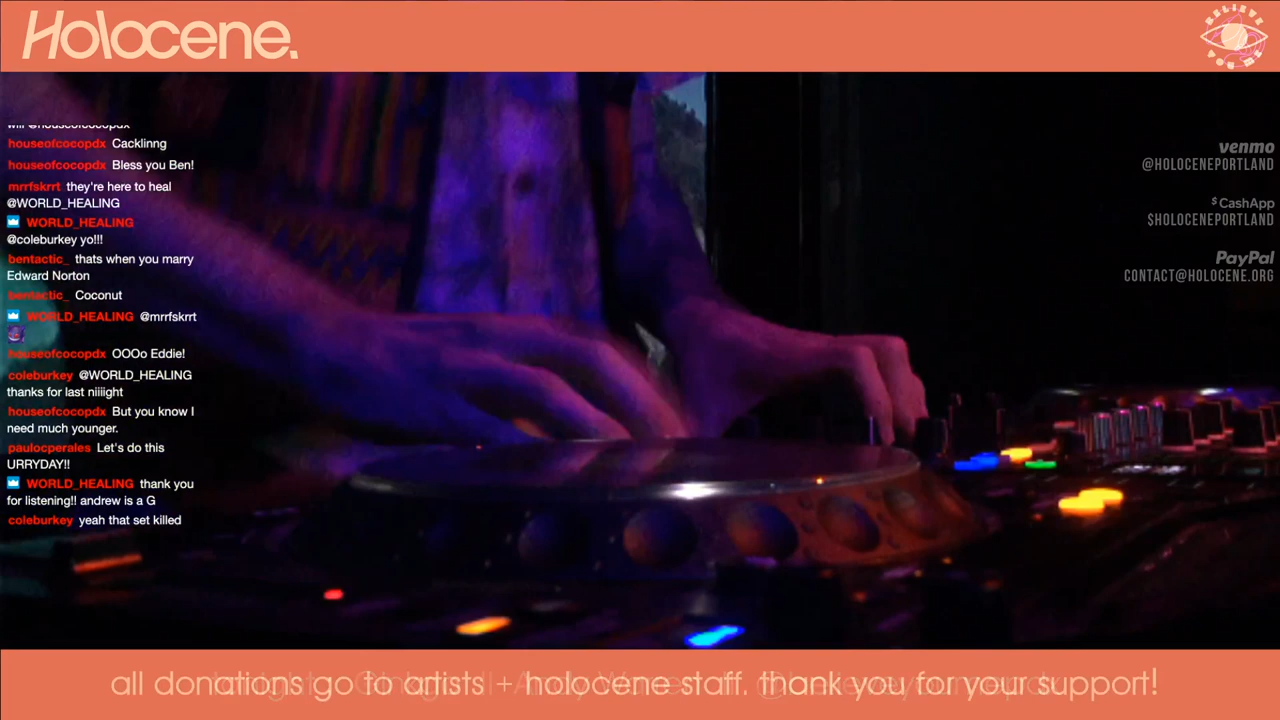 Holocene.
BELIEVE
houseofcocopdx Cacklinng
houseofcocopdx Bless you Ben!
mrrfskrrt they're here to heal
@WORLD_HEALING
WORLD_HEALING
@coleburkey yo!!!
bentactic_ thats when you marry
Edward Norton
bentactic_ Coconut
WORLD_HEALING @mrrfskrrt
houseofcocopdx OOOo Eddie!
coleburkey @WORLD_HEALING
thanks for last niiiight
houseofcocopdx But you know I
need much younger.
paulocperales Let's do this
URRYDAY!!
WORLD_HEALING thank you
for listening!! andrew is a G
coleburkey yeah that set killed
venmo
@HOLOCENEPORTLAND
$CashApp
$HOLOCENEPORTLAND
PayPal
CONTACT@HOLOCENE.ORG
all donations go to artists + holocene staff. thank you for your support!